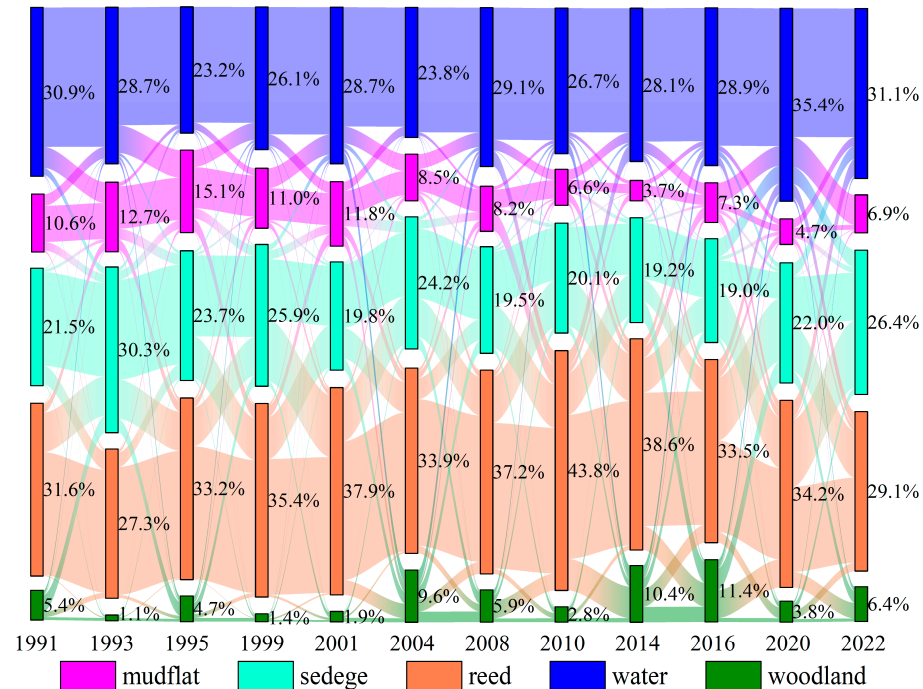 30.9% 28.7% 23.2% 26.1% 28.7% 23.8% 29.1% 26.7% 28.1% 28.9% 35.4% 31.1%
10.6% 12.7% 15.1% 11.0% 11.8% 8.5% 8.2% 6.6% 3.7% 7.3% 4.7% 6.9%
21.5% 30.3% 23.7% 25.9% 19.8% 24.2% 19.5% 20.1% 19.2% 19.0% 22.0% 26.4%
31.6% 27.3% 33.2% 35.4% 37.9% 33.9% 37.2% 43.8% 38.6% 33.5% 34.2% 29.1%
5.4% 1.1% 4.7% 1.4% 1.9% 9.6% 5.9% 2.8% 10.4% 11.4% 3.8% 6.4%
1991 1993 1995 1999 2001 2004 2008 2010 2014 2016 2020 2022
mudflat sedege reed water woodland